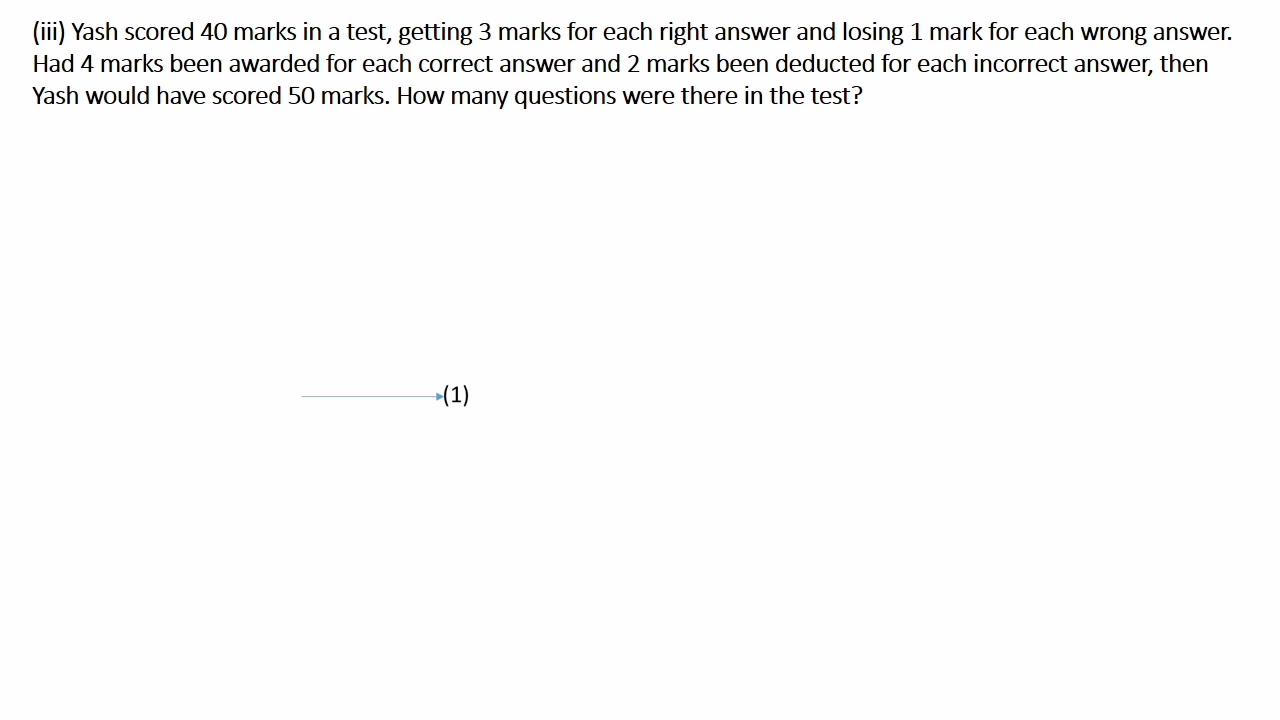 (iii) Yash scored 40 marks in a test, getting 3 marks for each right answer and losing 1 mark for each wrong answer.
Had 4 marks been awarded for each correct answer and 2 marks been deducted for each incorrect answer, then
Yash would have scored 50 marks. How many questions were there in the test?
(1)